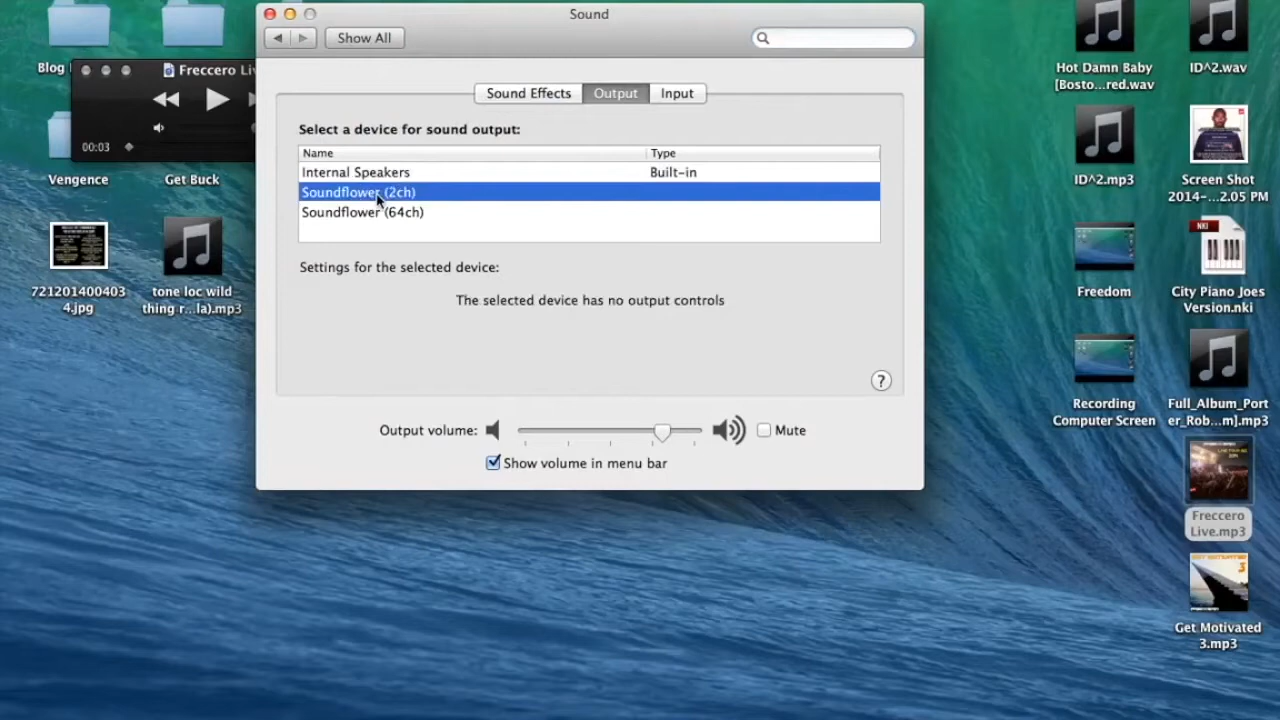 Sound
Show All
Sound Effects
Output
Input
Select a device for sound output:
Name
Type
Internal Speakers
Built-in
Soundflower (2ch)
Soundflower (64ch)
Settings for the selected device:
The selected device has no output controls
?
Output volume:
Mute
Show volume in menu bar
Blog
Freccero Liv
00:03
Vengence
Get Buck
721201400403
4.jpg
tone loc wild
thing r...la).mp3
Hot Damn Baby
[Bosto...red.wav
ID^2.wav
ID^2.mp3
Screen Shot
2014-...2.05 PM
NKI
Freedom
City Piano Joes
Version.nki
Recording
Computer Screen
Full_Album_Port
er_Rob...m].mp3
Freccero
Live.mp3
Get Motivated
3.mp3